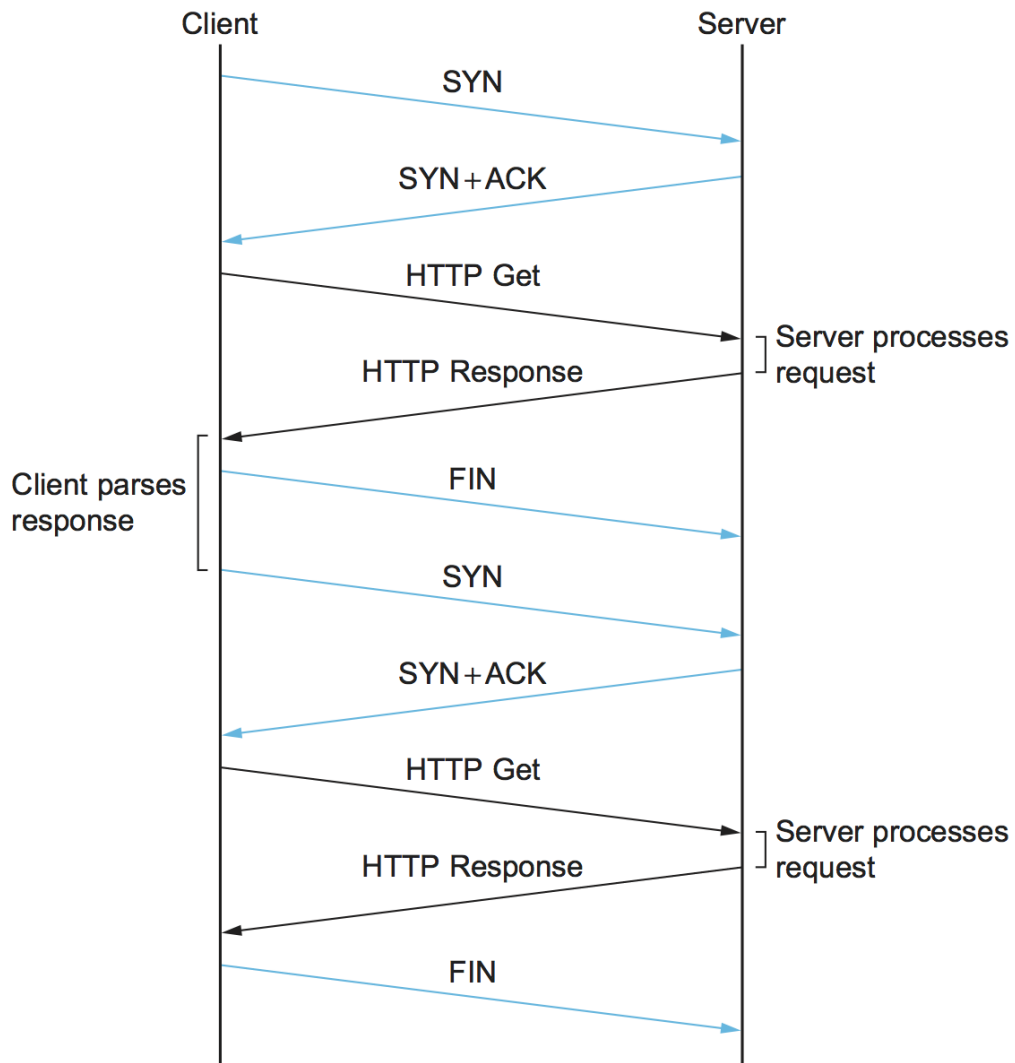 Client
Server
SYN
SYN+ACK
HTTP Get
Server processes
request
HTTP Response
Client parses
response
FIN
SYN
SYN+ACK
HTTP Get
Server processes
request
HTTP Response
FIN